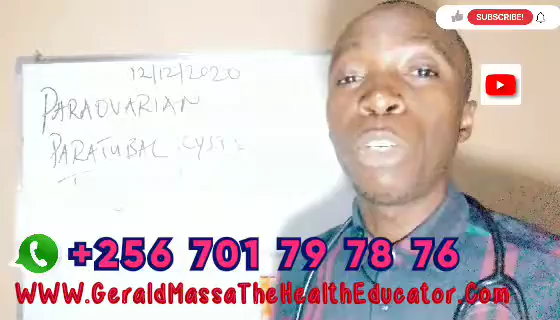 SUBSCRIBE!
12/12/2020
PARAOVARIAN
PARATUBAL CYST
+256 701 79 78 76
WWW.GeraldMassaTheHealthEducator.Com